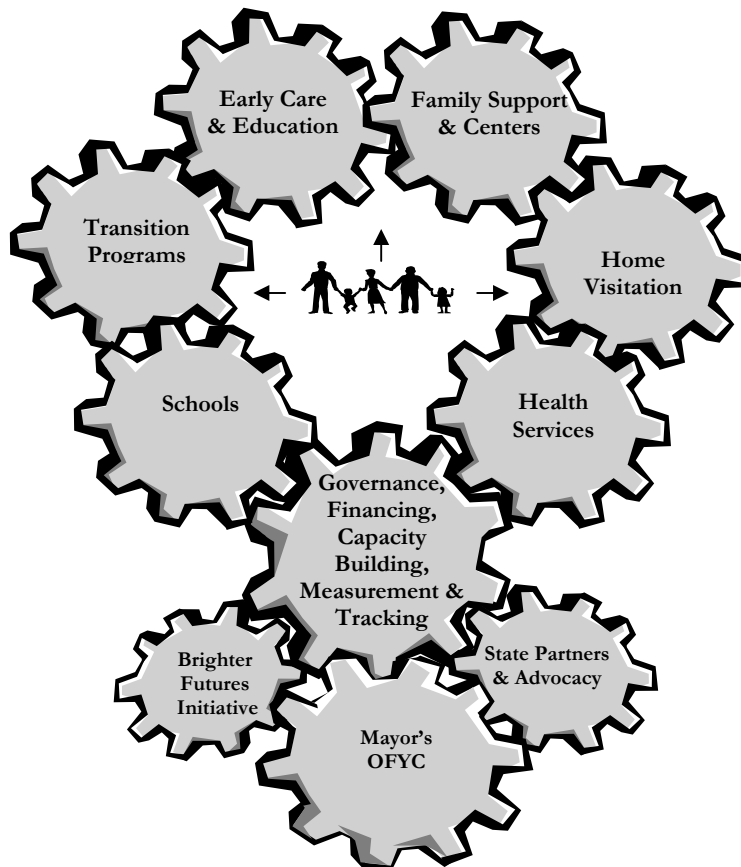 Early Care
& Education
Family Support
& Centers
Transition
Programs
Home
Visitation
Schools
Health
Services
Governance,
Financing,
Capacity
Building,
Measurement &
Tracking
Brighter
Futures
Initiative
State Partners
& Advocacy
Mayor's
OFYC